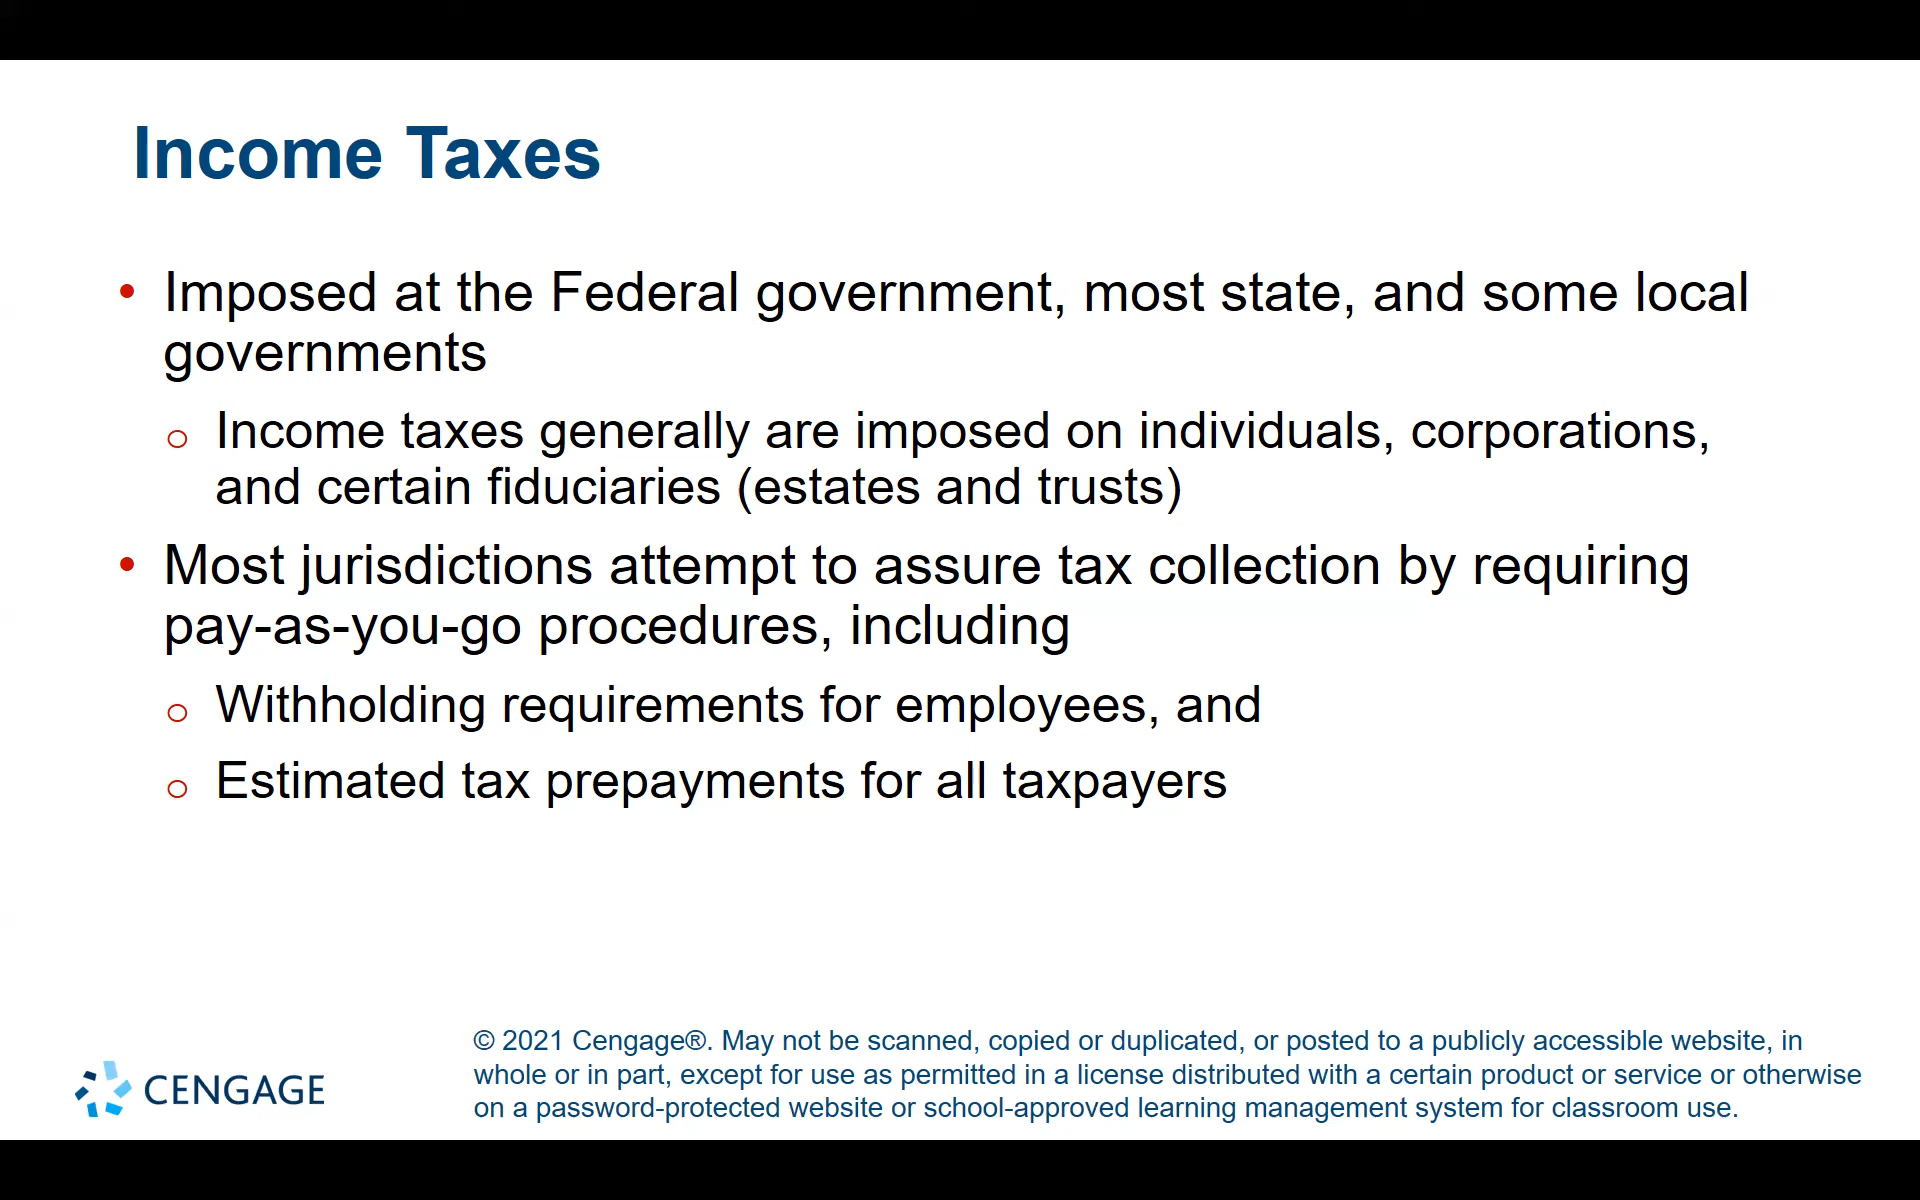 Income Taxes
• Imposed at the Federal government, most state, and some local
governments
o Income taxes generally are imposed on individuals, corporations,
and certain fiduciaries (estates and trusts)
• Most jurisdictions attempt to assure tax collection by requiring
pay-as-you-go procedures, including
o Withholding requirements for employees, and
o Estimated tax prepayments for all taxpayers
CENGAGE
© 2021 Cengage®. May not be scanned, copied or duplicated, or posted to a publicly accessible website, in
whole or in part, except for use as permitted in a license distributed with a certain product or service or otherwise
on a password-protected website or school-approved learning management system for classroom use.